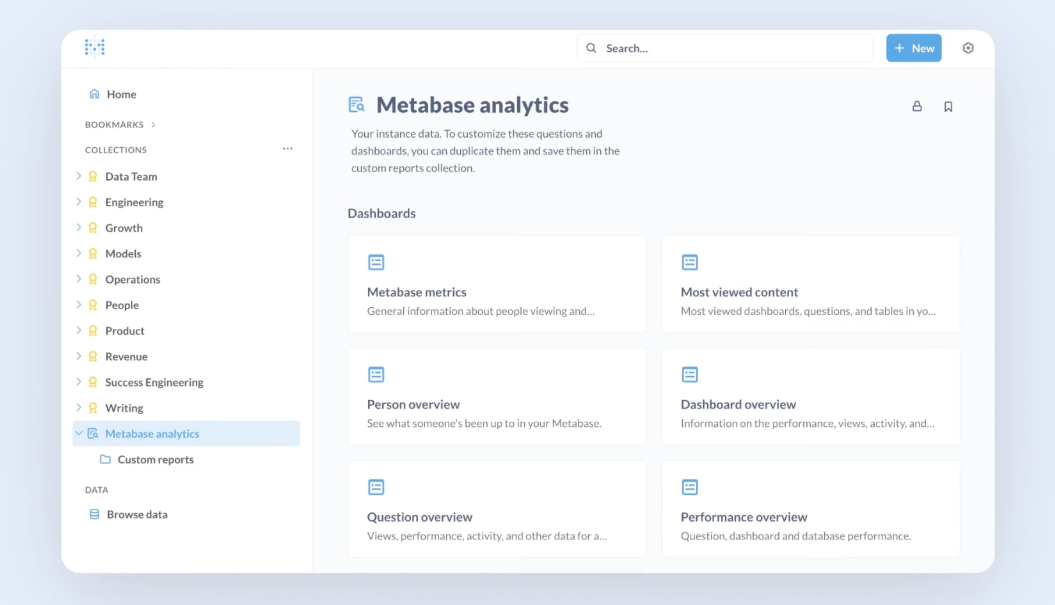 Search...
+ New
Home
BOOKMARKS
COLLECTIONS
...
Data Team
Engineering
Growth
Models
Operations
People
Product
Revenue
Success Engineering
Writing
Metabase analytics
Custom reports
DATA
Browse data
Metabase analytics
Your instance data. To customize these questions and
dashboards, you can duplicate them and save them in the
custom reports collection.
Dashboards
Metabase metrics
General information about people viewing and...
Most viewed content
Most viewed dashboards, questions, and tables in yo...
Person overview
See what someone's been up to in your Metabase.
Dashboard overview
Information on the performance, views, activity, and...
Question overview
Views, performance, activity, and other data for a...
Performance overview
Question, dashboard and database performance.